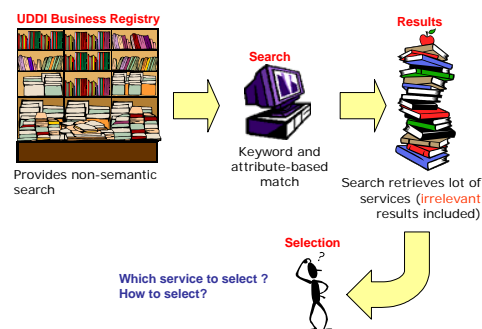 UDDI Business Registry
Provides non-semantic
search
Search
Keyword and
attribute-based
match
Results
Search retrieves lot of
services (irrelevant
results included)
Selection
?
Which service to select ?
How to select?